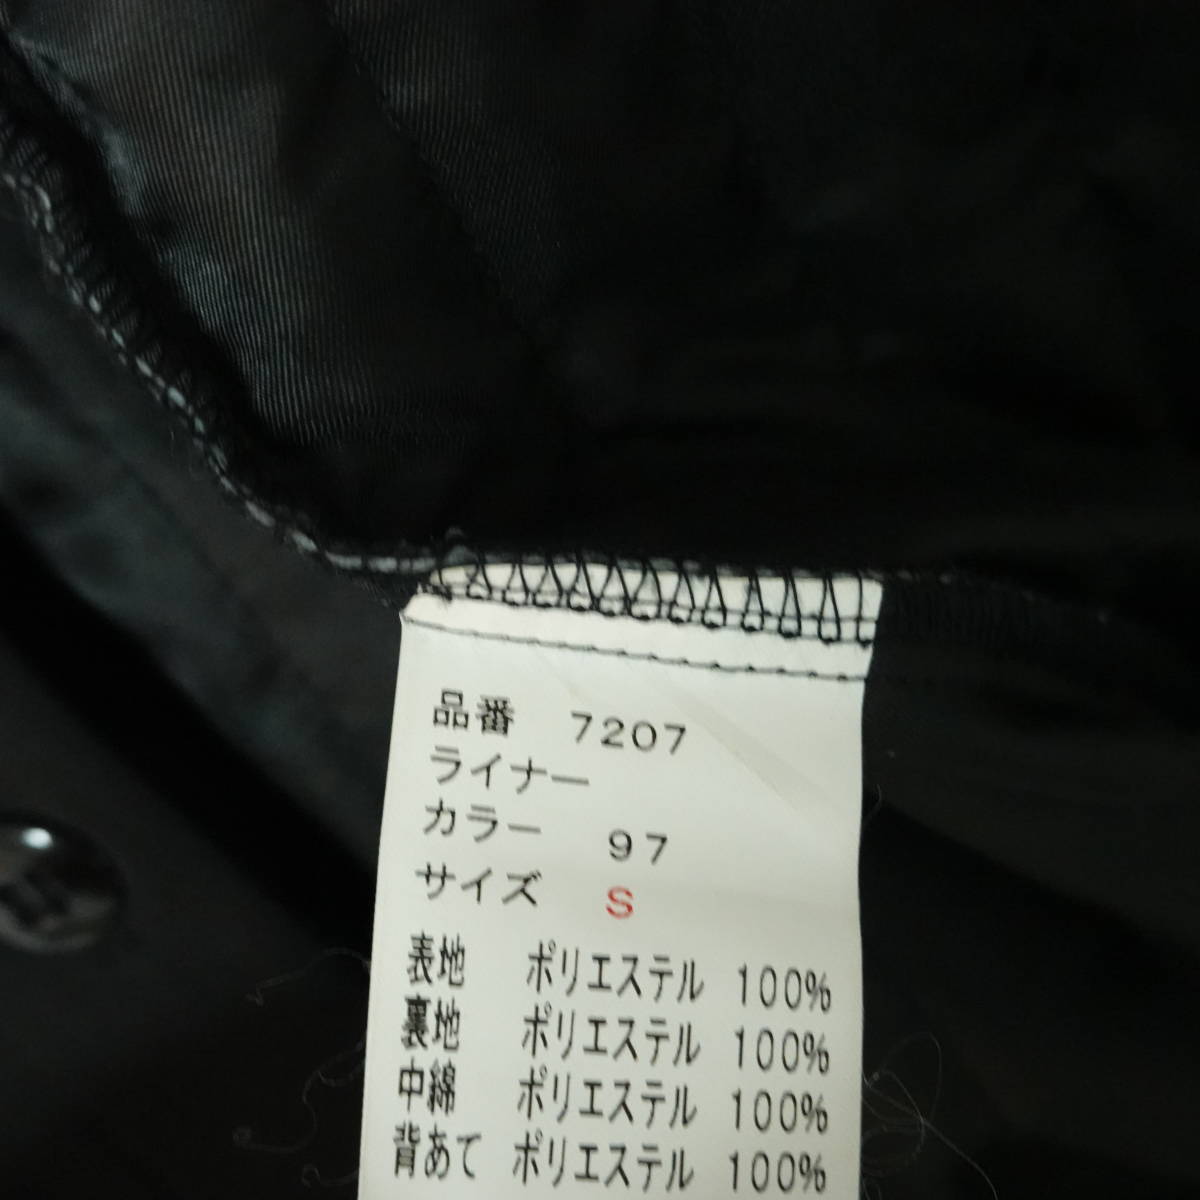 品番 7207
ライナー
カラー 97
サイズ S
表地 ポリエステル 100%
裏地 ポリエステル 100%
中綿 ポリエステル 100%
背あて ポリエステル 100%